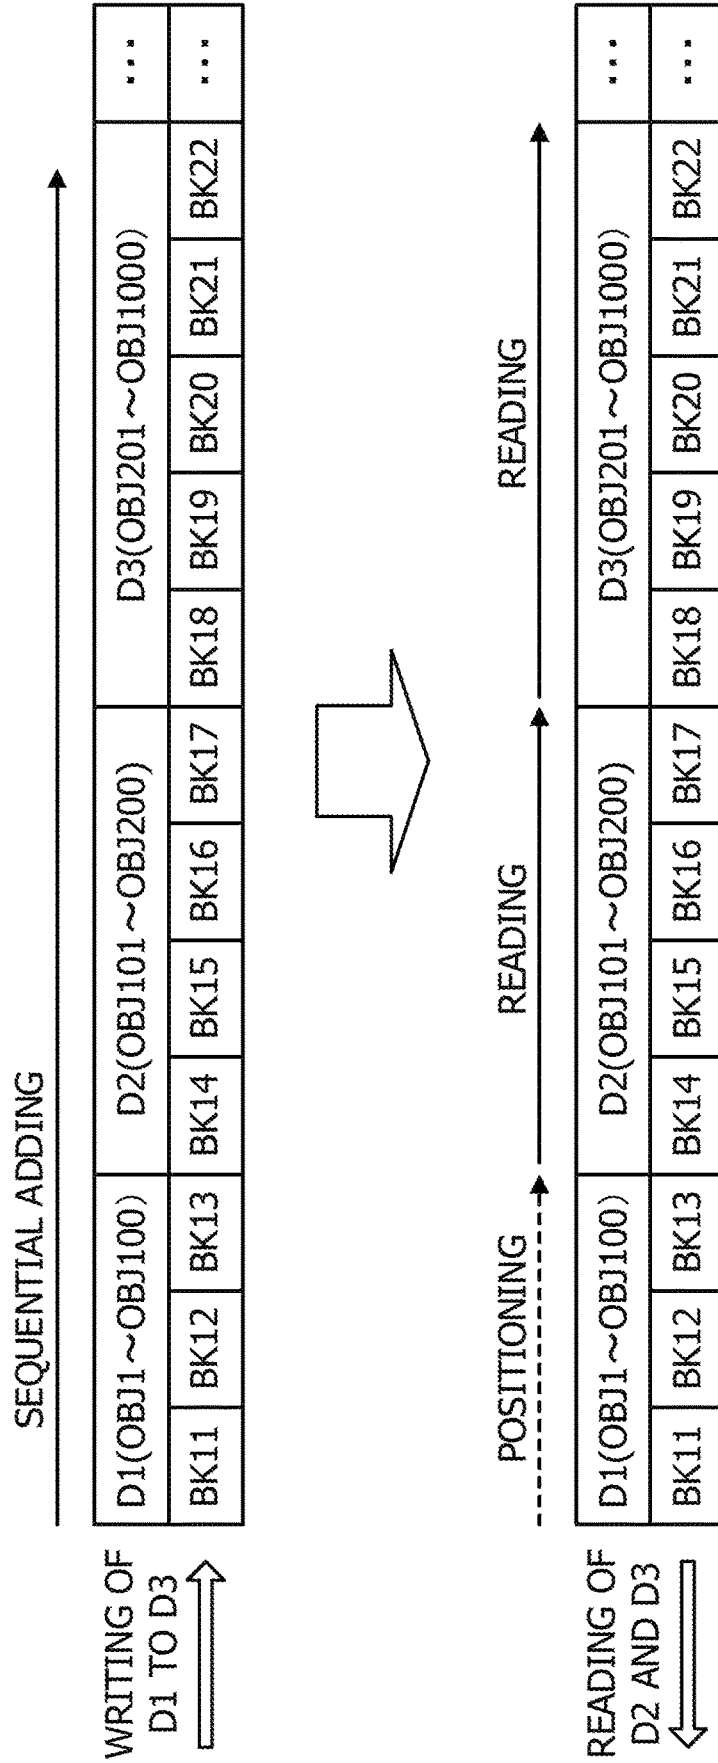 SEQUENTIAL ADDING
WRITING OF
D1 TO D3
D1(OBJ1～OBJ100) D2(OBJ101～OBJ200) D3(OBJ201～OBJ1000) ...
BK11 BK12 BK13 BK14 BK15 BK16 BK17 BK18 BK19 BK20 BK21 BK22 ...
POSITIONING READING READING
READING OF
D2 AND D3
D1(OBJ1～OBJ100) D2(OBJ101～OBJ200) D3(OBJ201～OBJ1000) ...
BK11 BK12 BK13 BK14 BK15 BK16 BK17 BK18 BK19 BK20 BK21 BK22 ...